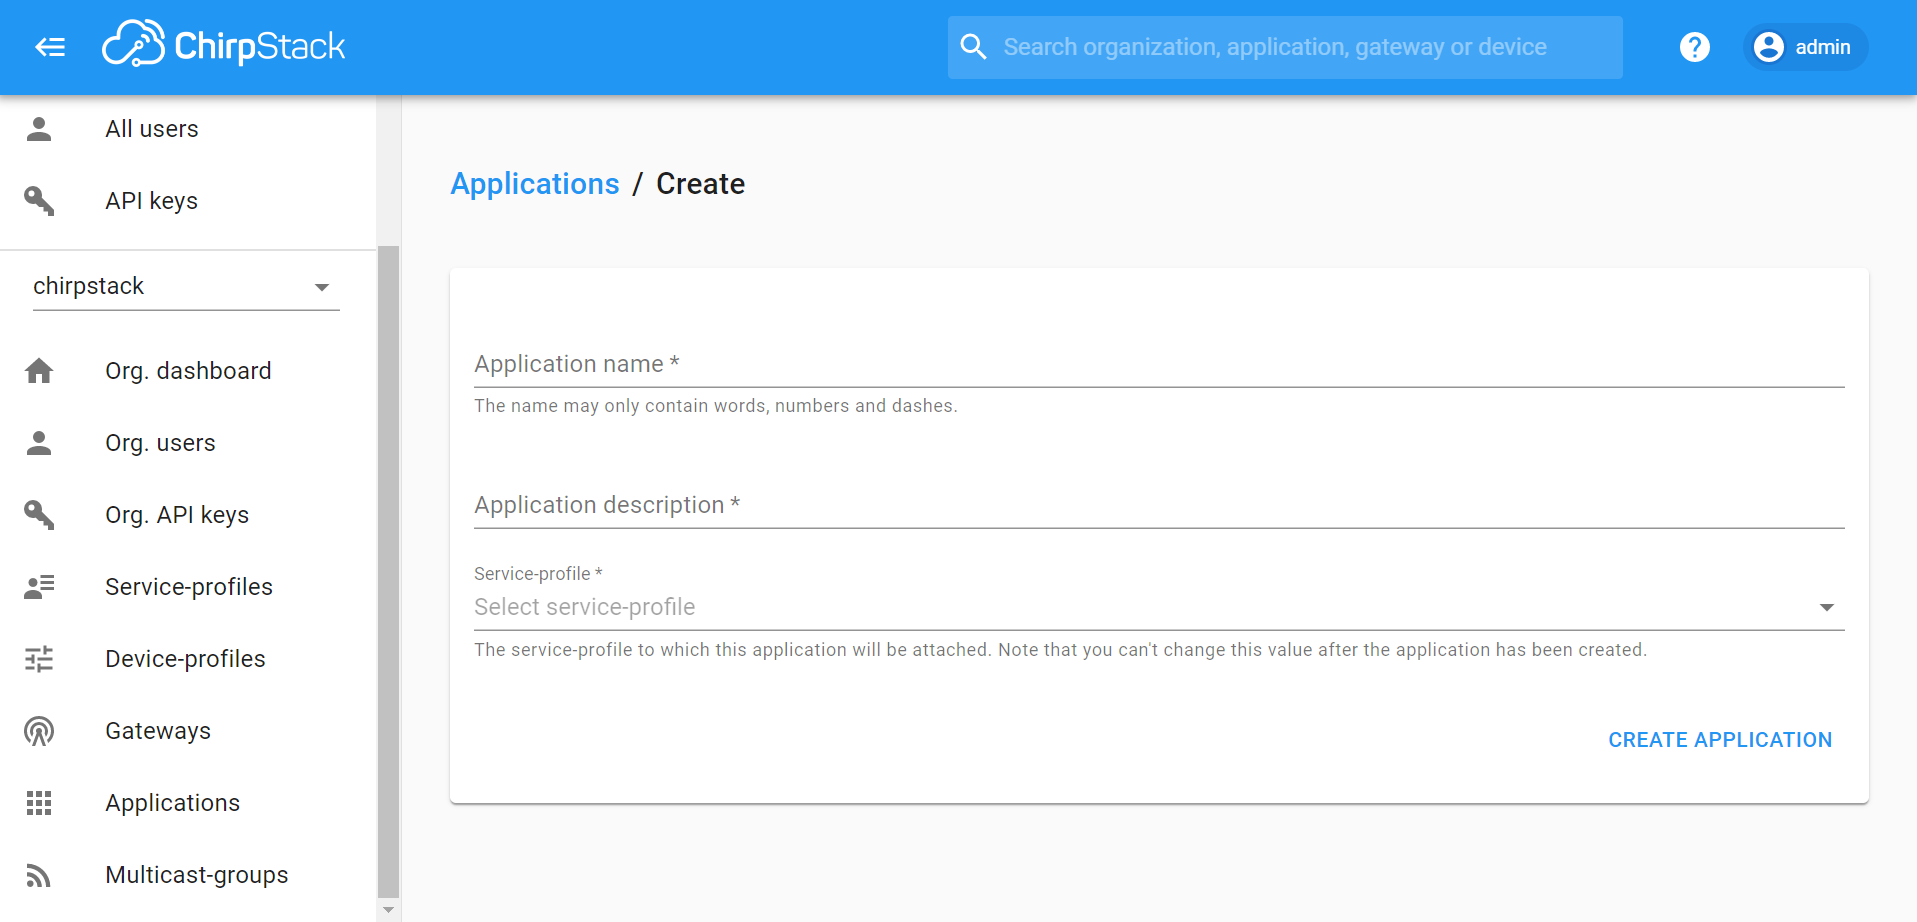 ChirpStack
Search organization, application, gateway or device
?
admin
All users
API keys
chirpstack
Org. dashboard
Org. users
Org. API keys
Service-profiles
Device-profiles
Gateways
Applications
Multicast-groups
Applications / Create
Application name *
The name may only contain words, numbers and dashes.
Application description *
Service-profile *
Select service-profile
The service-profile to which this application will be attached. Note that you can't change this value after the application has been created.
CREATE APPLICATION